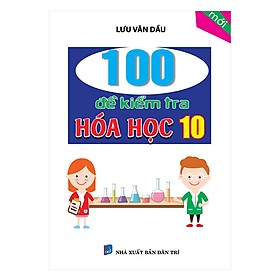 LƯU VĂN DẦU
mới
100
đề kiểm tra
HÓA HỌC 10
NHÀ XUẤT BẢN DÂN TRÍ